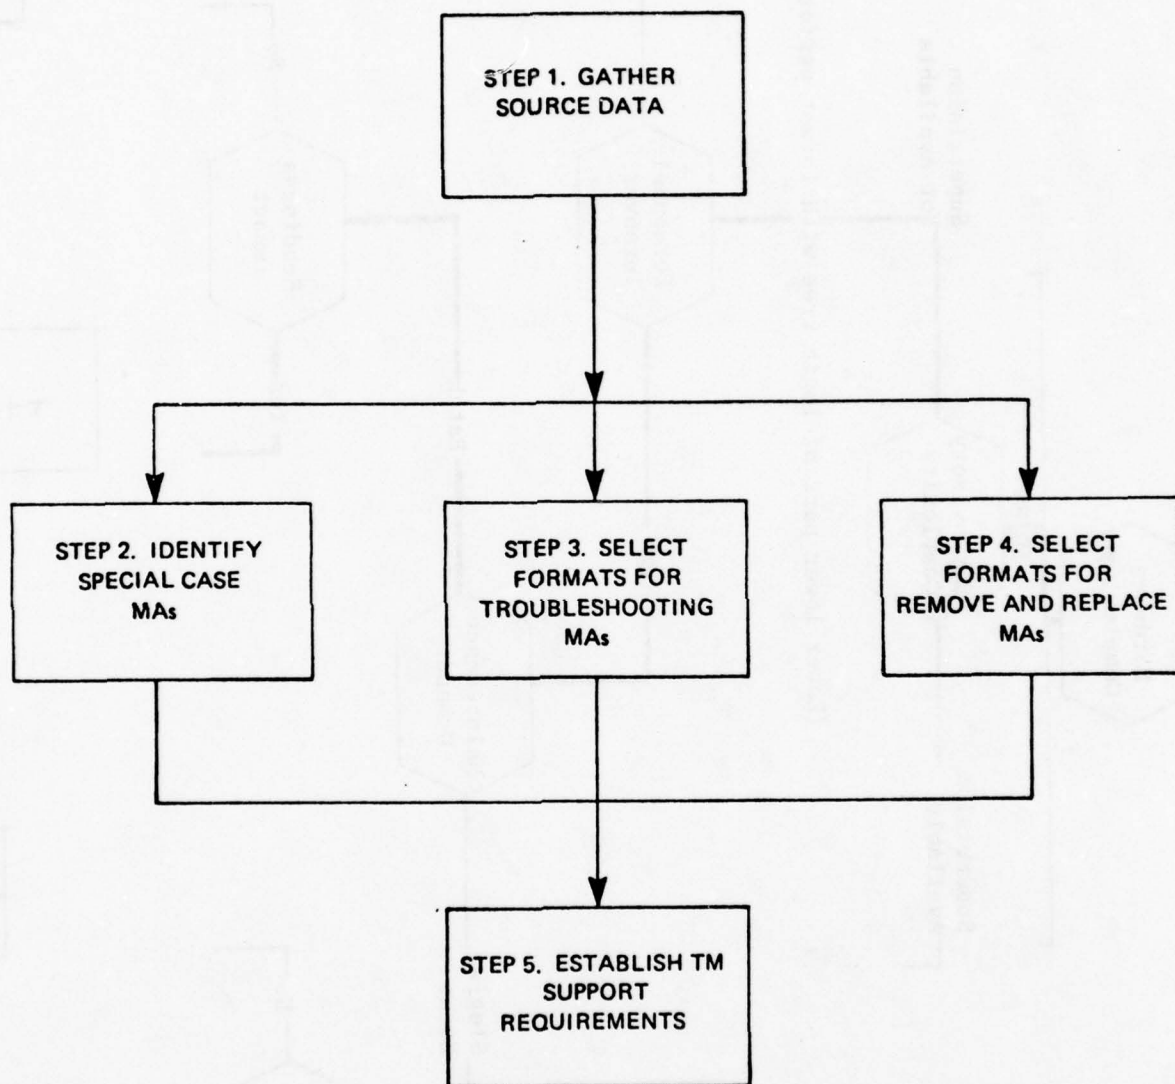 STEP 1. GATHER
SOURCE DATA
STEP 2. IDENTIFY
SPECIAL CASE
MAs
STEP 3. SELECT
FORMATS FOR
TROUBLESHOOTING
MAs
STEP 4. SELECT
FORMATS FOR
REMOVE AND REPLACE
MAs
STEP 5. ESTABLISH TM
SUPPORT
REQUIREMENTS